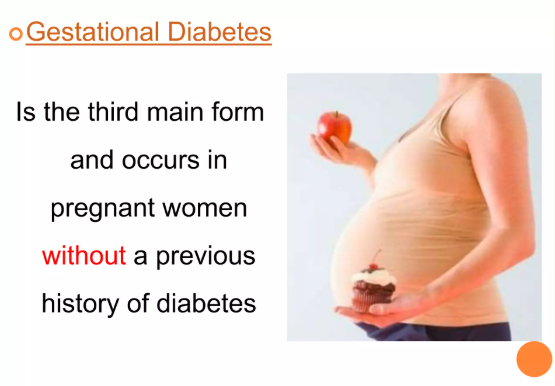 Gestational Diabetes
Is the third main form
and occurs in
pregnant women
without a previous
history of diabetes